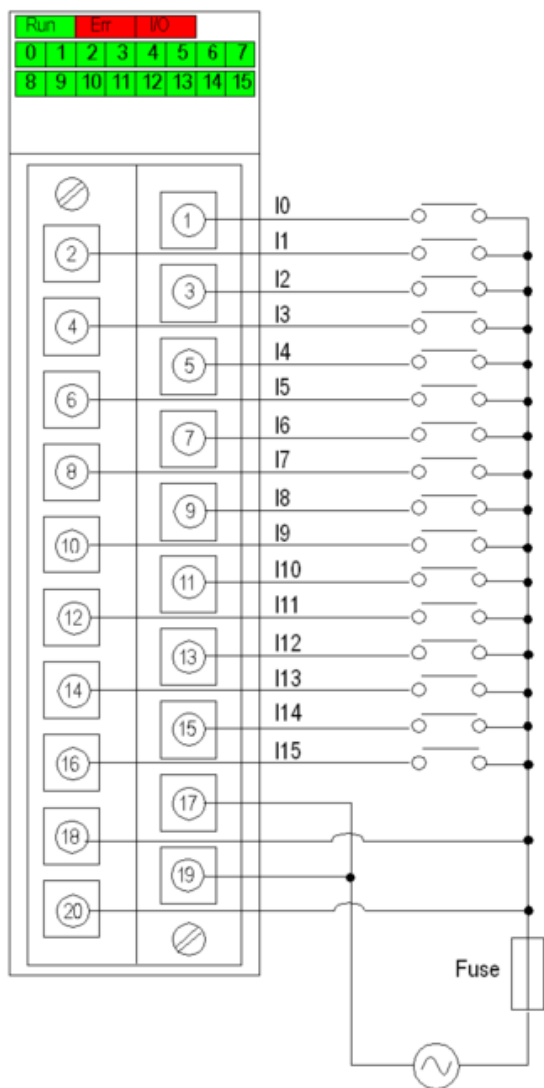 Run Err I/O
0 1 2 3 4 5 6 7
8 9 10 11 12 13 14 15
1 I0
2 I1
3 I2
4 I3
5 I4
6 I5
7 I6
8 I7
9 I8
10 I9
11 I10
12 I11
13 I12
14 I13
15 I14
16 I15
17
18
19
20
Fuse